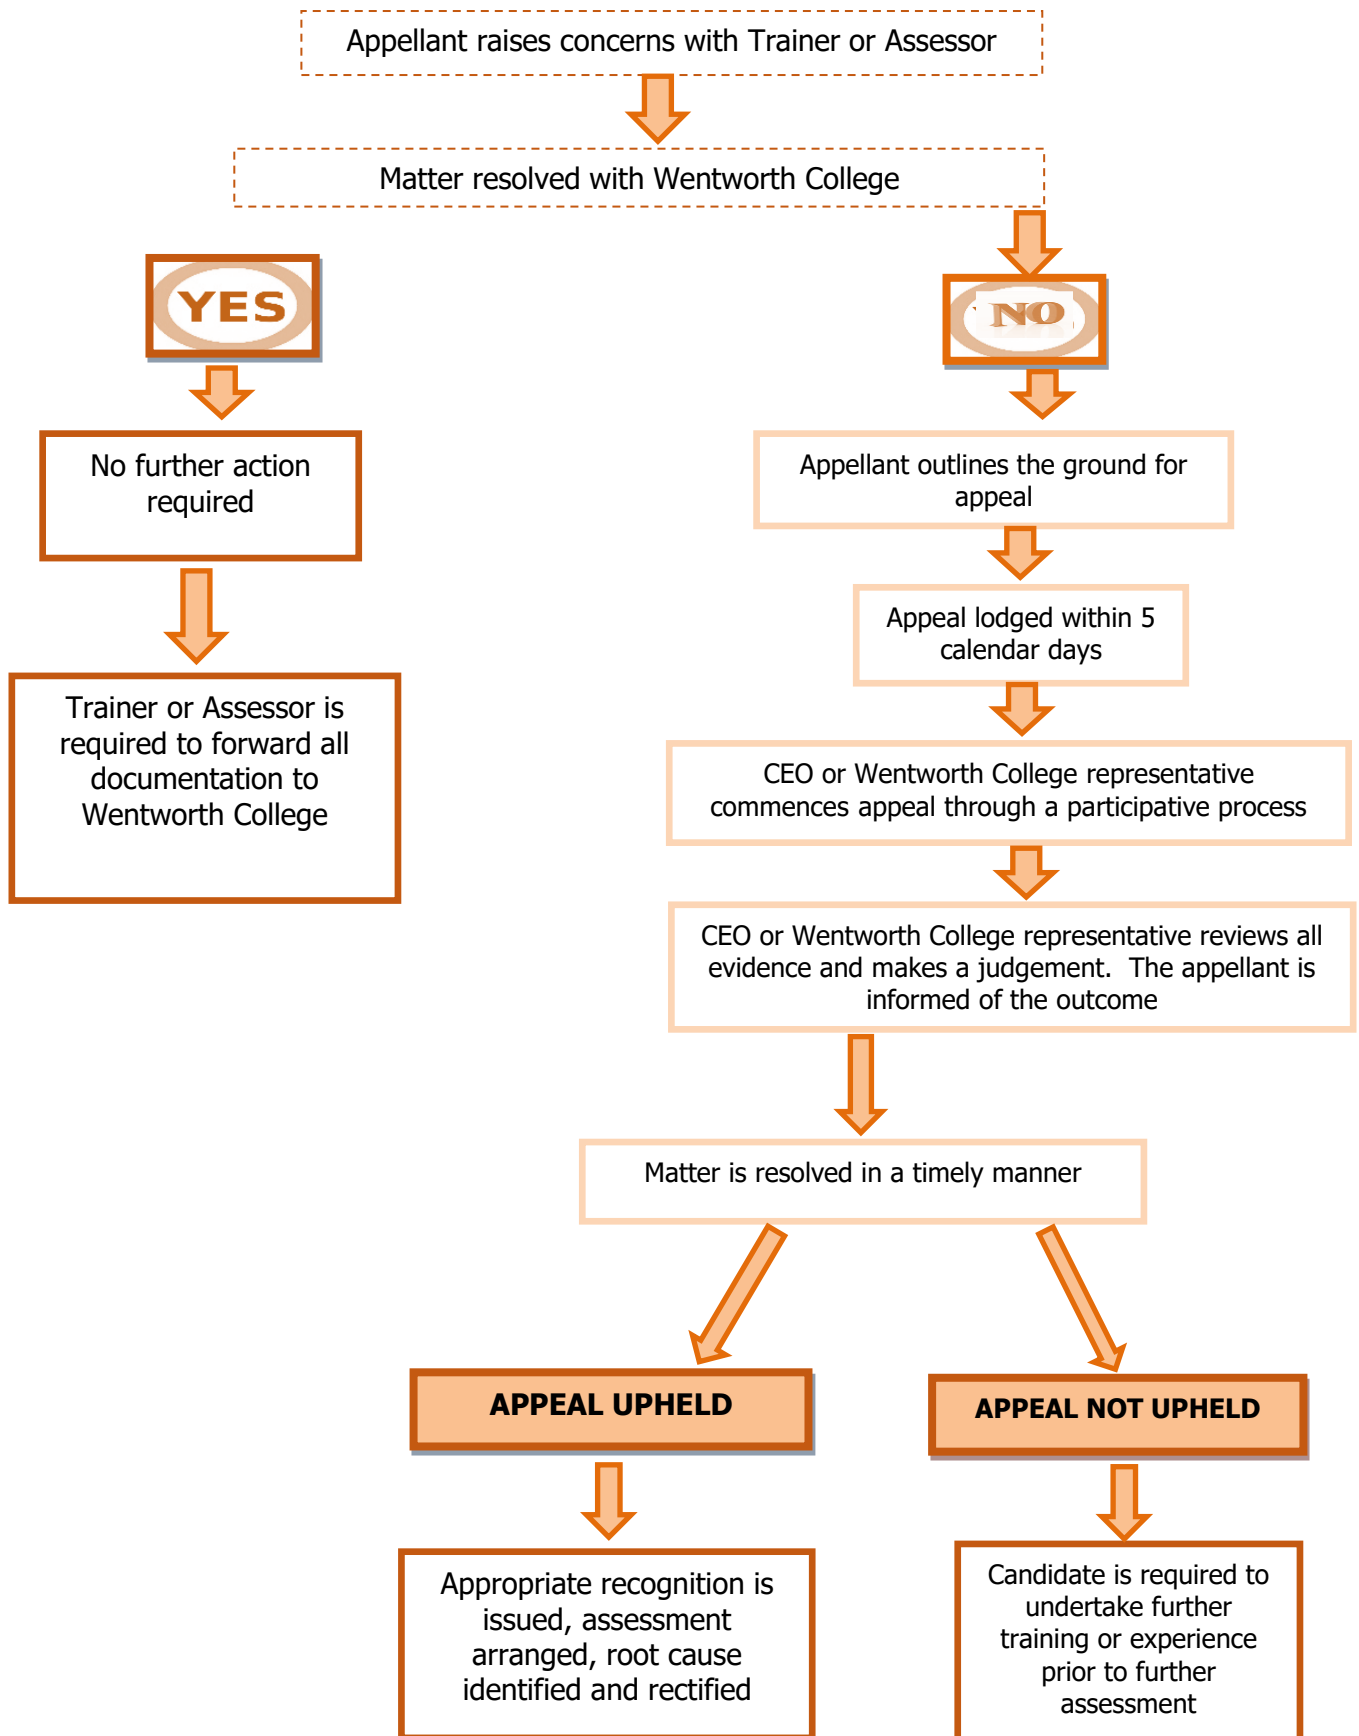 Appellant raises concerns with Trainer or Assessor
Matter resolved with Wentworth College
YES
NO
No further action
required
Appellant outlines the ground for
appeal
Appeal lodged within 5
calendar days
Trainer or Assessor is
required to forward all
documentation to
Wentworth College
CEO or Wentworth College representative
commences appeal through a participative process
CEO or Wentworth College representative reviews all
evidence and makes a judgement.  The appellant is
informed of the outcome
Matter is resolved in a timely manner
APPEAL UPHELD
APPEAL NOT UPHELD
Appropriate recognition is
issued, assessment
arranged, root cause
identified and rectified
Candidate is required to
undertake further
training or experience
prior to further
assessment